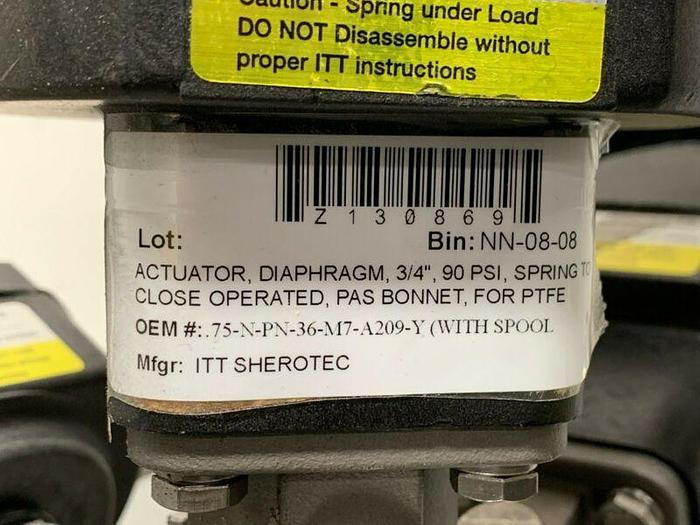 Caution - Spring under Load
DO NOT Disassemble without
proper ITT instructions
Z130869
Lot:
Bin: NN-08-08
ACTUATOR, DIAPHRAGM, 3/4", 90 PSI, SPRING TO
CLOSE OPERATED, PAS BONNET, FOR PTFE
OEM #:.75-N-PN-36-M7-A209-Y (WITH SPOOL
Mfgr: ITT SHEROTEC